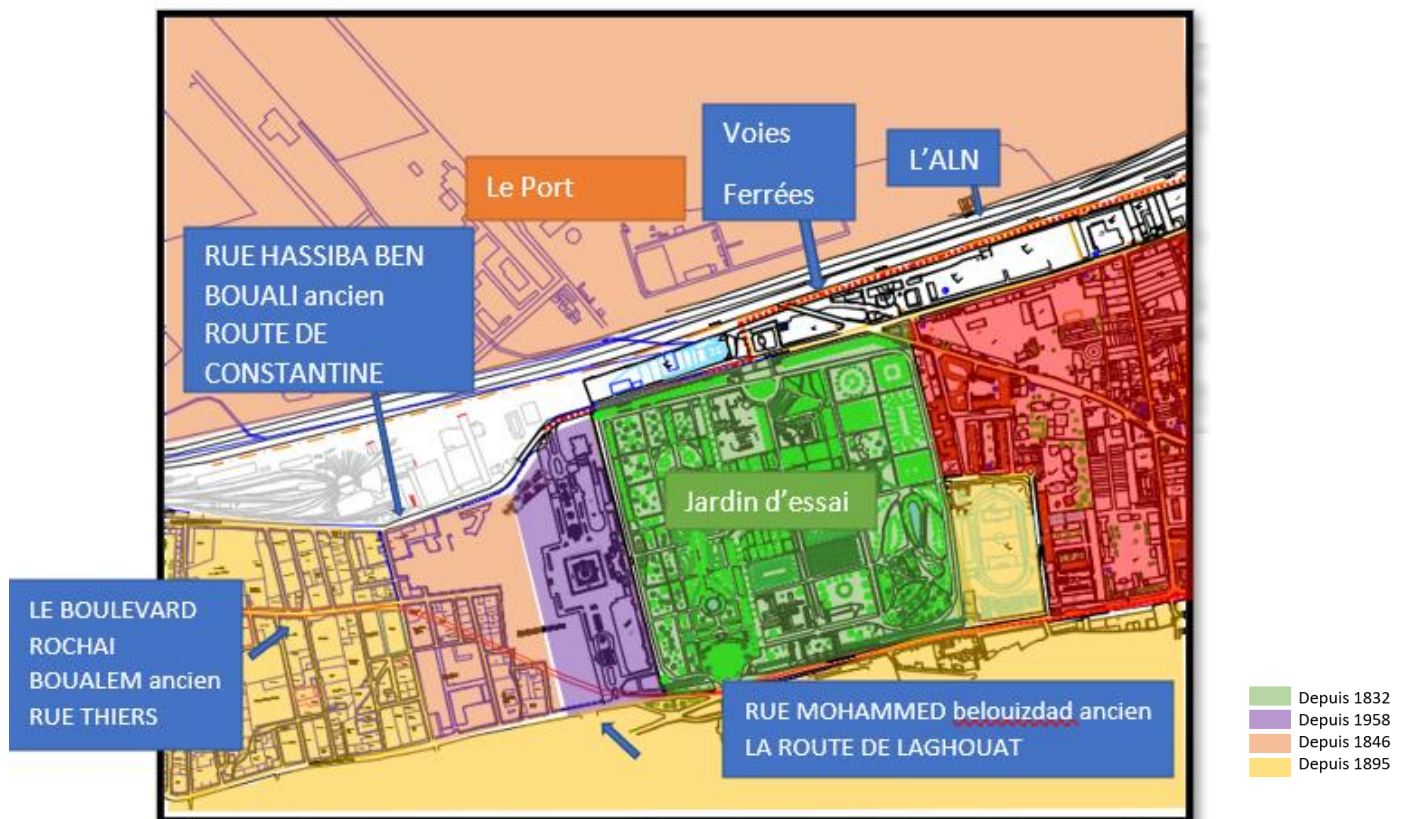 Le Port
Voies
Ferrées
L'ALN
RUE HASSIBA BEN
BOUALI ancien
ROUTE DE
CONSTANTINE
Jardin d'essai
LE BOULEVARD
ROCHAI
BOUALEM ancien
RUE THIERS
RUE MOHAMMED belouizdad ancien
LA ROUTE DE LAGHOUAT
Depuis 1832
Depuis 1958
Depuis 1846
Depuis 1895